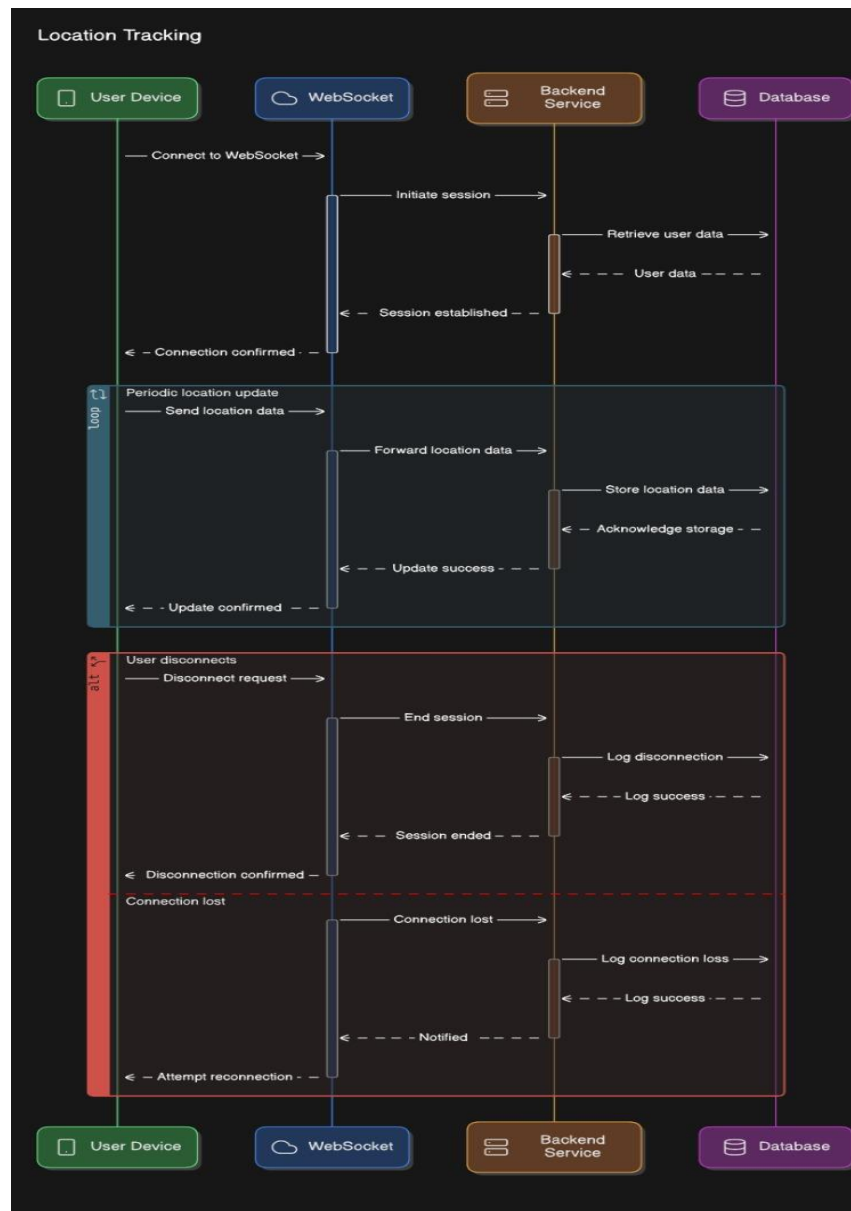 Location Tracking
User Device
WebSocket
Backend
Service
Database
Connect to WebSocket
Initiate session
Retrieve user data
User data
Session established
Connection confirmed
loop
Periodic location update
Send location data
Forward location data
Store location data
Acknowledge storage
Update success
Update confirmed
alt
User disconnects
Disconnect request
End session
Log disconnection
Log success
Session ended
Disconnection confirmed
Connection lost
Connection lost
Log connection loss
Log success
Notified
Attempt reconnection
User Device
WebSocket
Backend
Service
Database